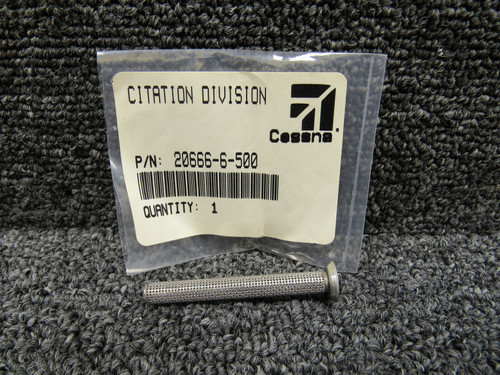 CITATION DIVISION
Cessna
P/N: 20666-6-500
QUANTITY: 1